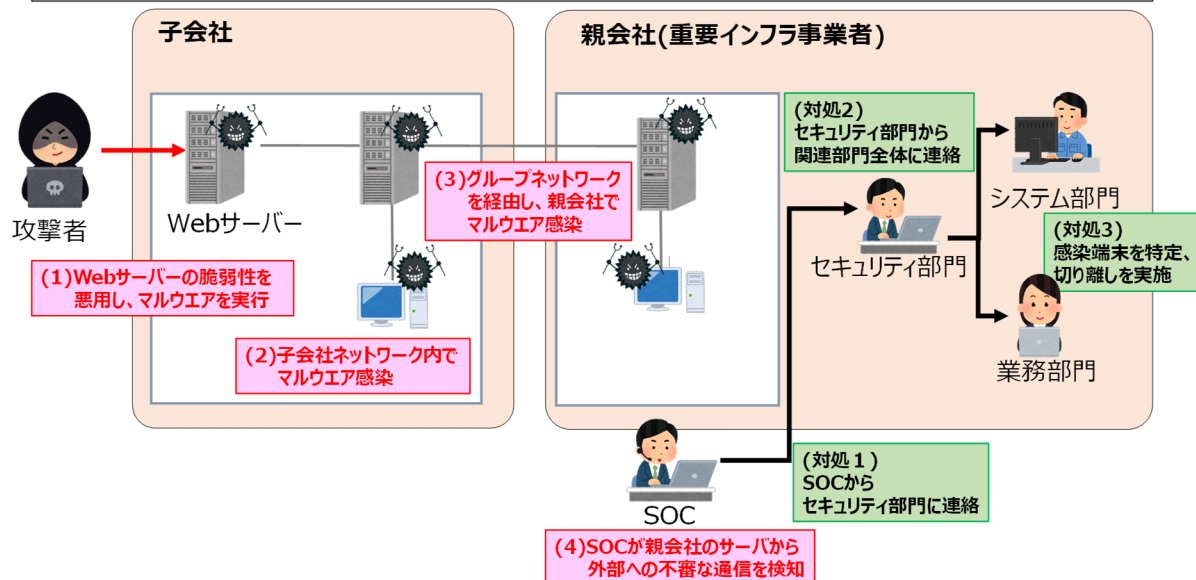 子会社
親会社(重要インフラ事業者)
攻撃者
Webサーバー
(1)Webサーバーの脆弱性を
悪用し、マルウエアを実行
(2)子会社ネットワーク内で
マルウエア感染
(3)グループネットワーク
を経由し、親会社で
マルウエア感染
(対処2)
セキュリティ部門から
関連部門全体に連絡
システム部門
セキュリティ部門
(対処3)
感染端末を特定、
切り離しを実施
業務部門
SOC
(対処１)
SOCから
セキュリティ部門に連絡
(4)SOCが親会社のサーバから
外部への不審な通信を検知